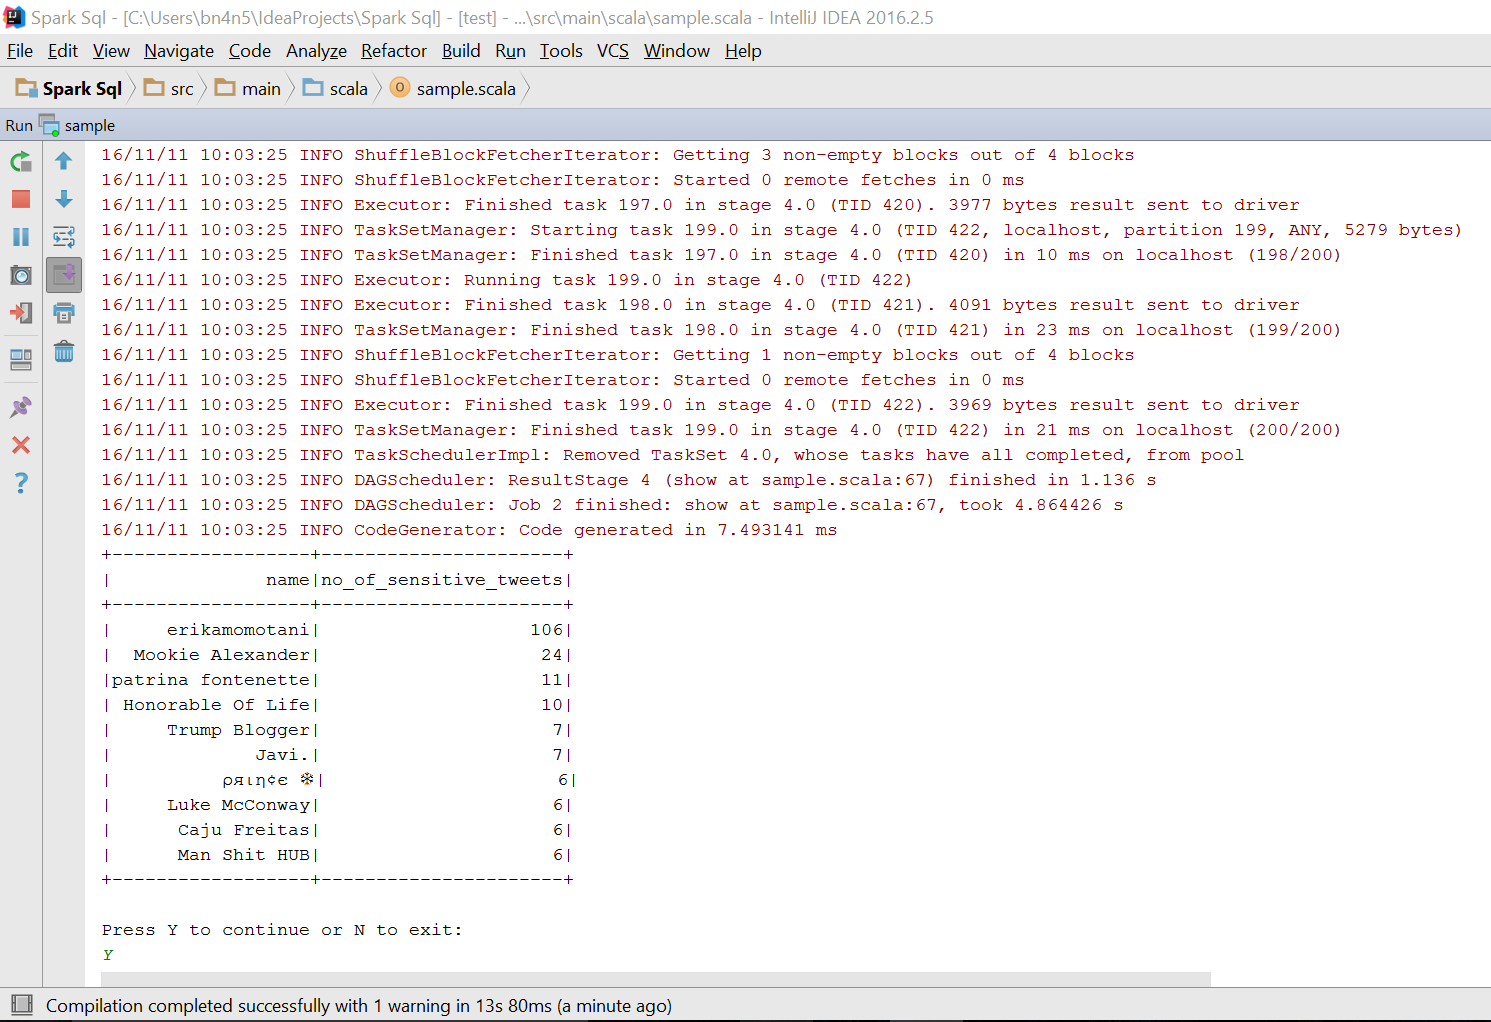 Spark Sql - [C:\Users\bn4n5\IdeaProjects\Spark Sql] - [test] - ...\src\main\scala\sample.scala - IntelliJ IDEA 2016.2.5
File Edit View Navigate Code Analyze Refactor Build Run Tools VCS Window Help
Spark Sql src main scala sample.scala
Run sample
16/11/11 10:03:25 INFO ShuffleBlockFetcherIterator: Getting 3 non-empty blocks out of 4 blocks
16/11/11 10:03:25 INFO ShuffleBlockFetcherIterator: Started 0 remote fetches in 0 ms
16/11/11 10:03:25 INFO Executor: Finished task 197.0 in stage 4.0 (TID 420). 3977 bytes result sent to driver
16/11/11 10:03:25 INFO TaskSetManager: Starting task 199.0 in stage 4.0 (TID 422, localhost, partition 199, ANY, 5279 bytes)
16/11/11 10:03:25 INFO TaskSetManager: Finished task 197.0 in stage 4.0 (TID 420) in 10 ms on localhost (198/200)
16/11/11 10:03:25 INFO Executor: Running task 199.0 in stage 4.0 (TID 422)
16/11/11 10:03:25 INFO Executor: Finished task 198.0 in stage 4.0 (TID 421). 4091 bytes result sent to driver
16/11/11 10:03:25 INFO TaskSetManager: Finished task 198.0 in stage 4.0 (TID 421) in 23 ms on localhost (199/200)
16/11/11 10:03:25 INFO ShuffleBlockFetcherIterator: Getting 1 non-empty blocks out of 4 blocks
16/11/11 10:03:25 INFO ShuffleBlockFetcherIterator: Started 0 remote fetches in 0 ms
16/11/11 10:03:25 INFO Executor: Finished task 199.0 in stage 4.0 (TID 422). 3969 bytes result sent to driver
16/11/11 10:03:25 INFO TaskSetManager: Finished task 199.0 in stage 4.0 (TID 422) in 21 ms on localhost (200/200)
16/11/11 10:03:25 INFO TaskSchedulerImpl: Removed TaskSet 4.0, whose tasks have all completed, from pool
16/11/11 10:03:25 INFO DAGScheduler: ResultStage 4 (show at sample.scala:67) finished in 1.136 s
16/11/11 10:03:25 INFO DAGScheduler: Job 2 finished: show at sample.scala:67, took 4.864426 s
16/11/11 10:03:25 INFO CodeGenerator: Code generated in 7.493141 ms
+------------------+----------------------+
|              name|no_of_sensitive_tweets|
+------------------+----------------------+
|      erikamomotani|                   106|
|  Mookie Alexander|                    24|
|patrina fontenette|                    11|
| Honorable Of Life|                    10|
|     Trump Blogger|                     7|
|             Javi.|                     7|
|          ρяιη¢є ❄|                     6|
|     Luke McConway|                     6|
|      Caju Freitas|                     6|
|      Man Shit HUB|                     6|
+------------------+----------------------+
Press Y to continue or N to exit:
Y
Compilation completed successfully with 1 warning in 13s 80ms (a minute ago)